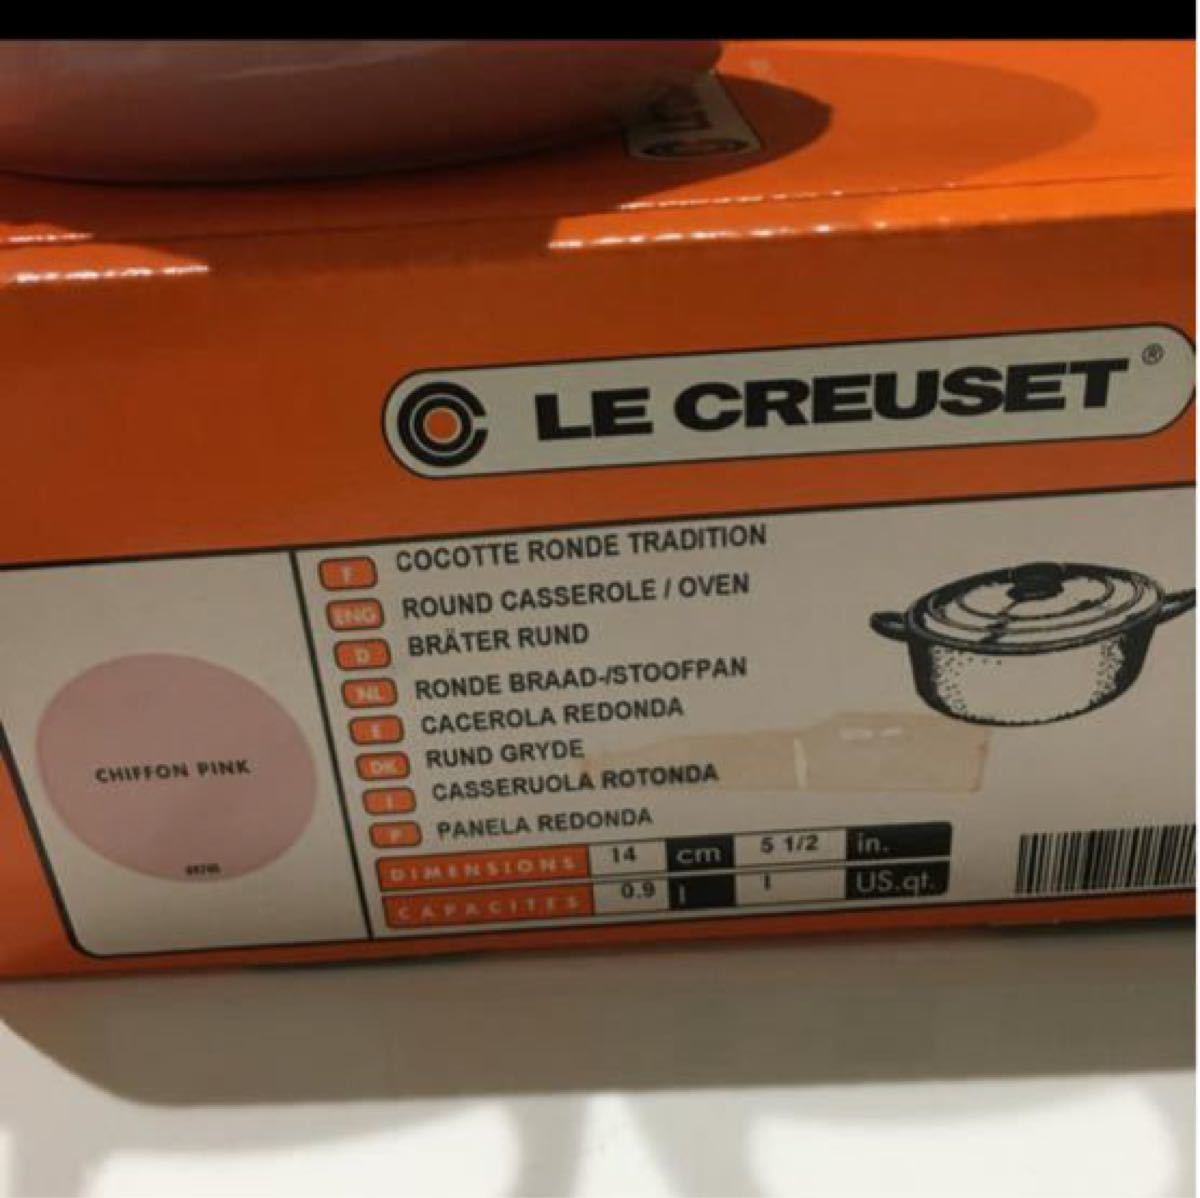 LE CREUSET ®
F COCOTTE RONDE TRADITION
ENG ROUND CASSEROLE / OVEN
D BRÄTER RUND
NL RONDE BRAAD-/STOOFPAN
E CACEROLA REDONDA
DK RUND GRYDE
I CASSERUOLA ROTONDA
P PANELA REDONDA
CHIFFON PINK
DIMENSIONS 14 cm 5 1/2 in.
CAPACITES 0.9 l 1 US.qt.